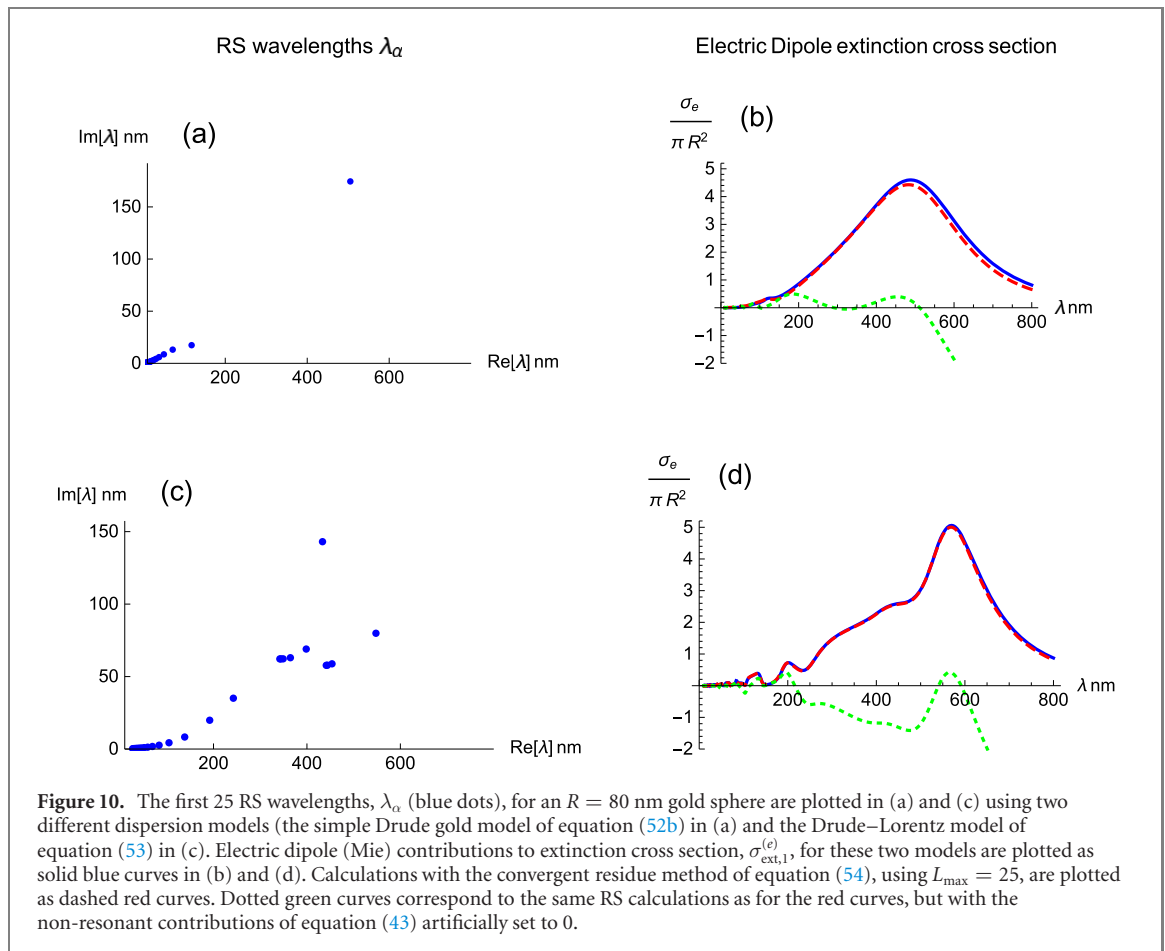 RS wavelengths λα
Electric Dipole extinction cross section
Im[λ] nm
(a)
150
100
50
0
200
400
600
Re[λ] nm
σe
π R²
(b)
5
4
3
2
1
−1
−2
200
400
600
800
λ nm
Im[λ] nm
(c)
150
100
50
0
200
400
600
Re[λ] nm
σe
π R²
(d)
5
4
3
2
1
−1
−2
200
400
600
800
λ nm
Figure 10. The first 25 RS wavelengths, λα (blue dots), for an R = 80 nm gold sphere are plotted in (a) and (c) using two
different dispersion models (the simple Drude gold model of equation (52b) in (a) and the Drude–Lorentz model of
equation (53) in (c). Electric dipole (Mie) contributions to extinction cross section, σ(e)ext,1, for these two models are plotted as
solid blue curves in (b) and (d). Calculations with the convergent residue method of equation (54), using Lmax = 25, are plotted
as dashed red curves. Dotted green curves correspond to the same RS calculations as for the red curves, but with the
non-resonant contributions of equation (43) artificially set to 0.